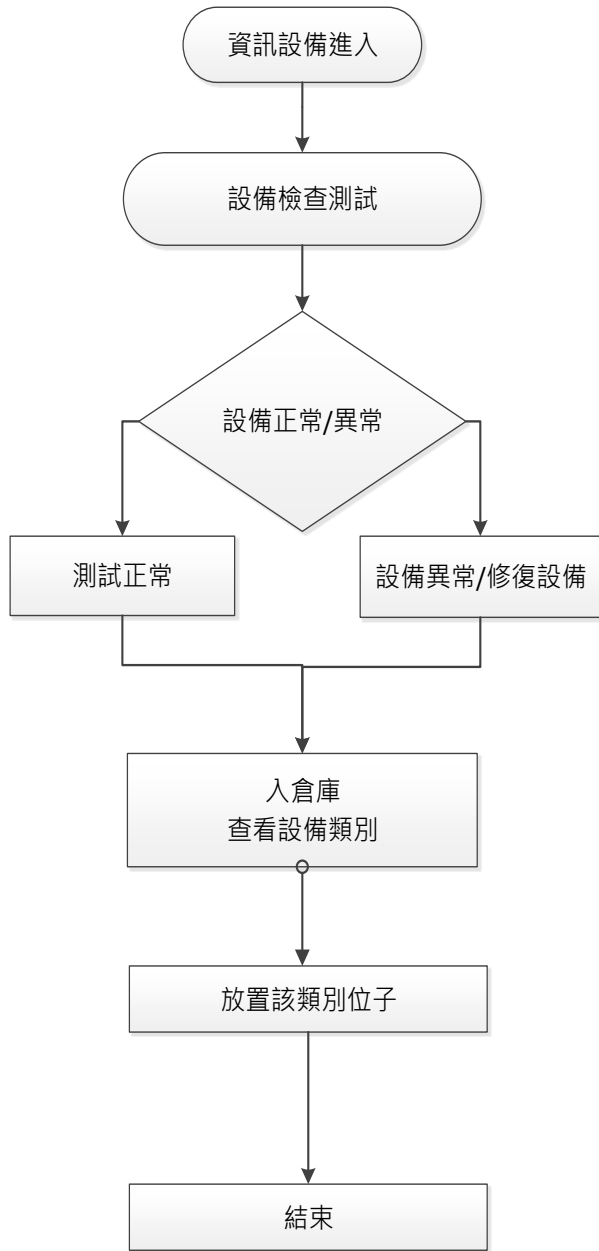 資訊設備進入
設備檢查測試
設備正常/異常
測試正常
設備異常/修復設備
入倉庫
查看設備類別
放置該類別位子
結束